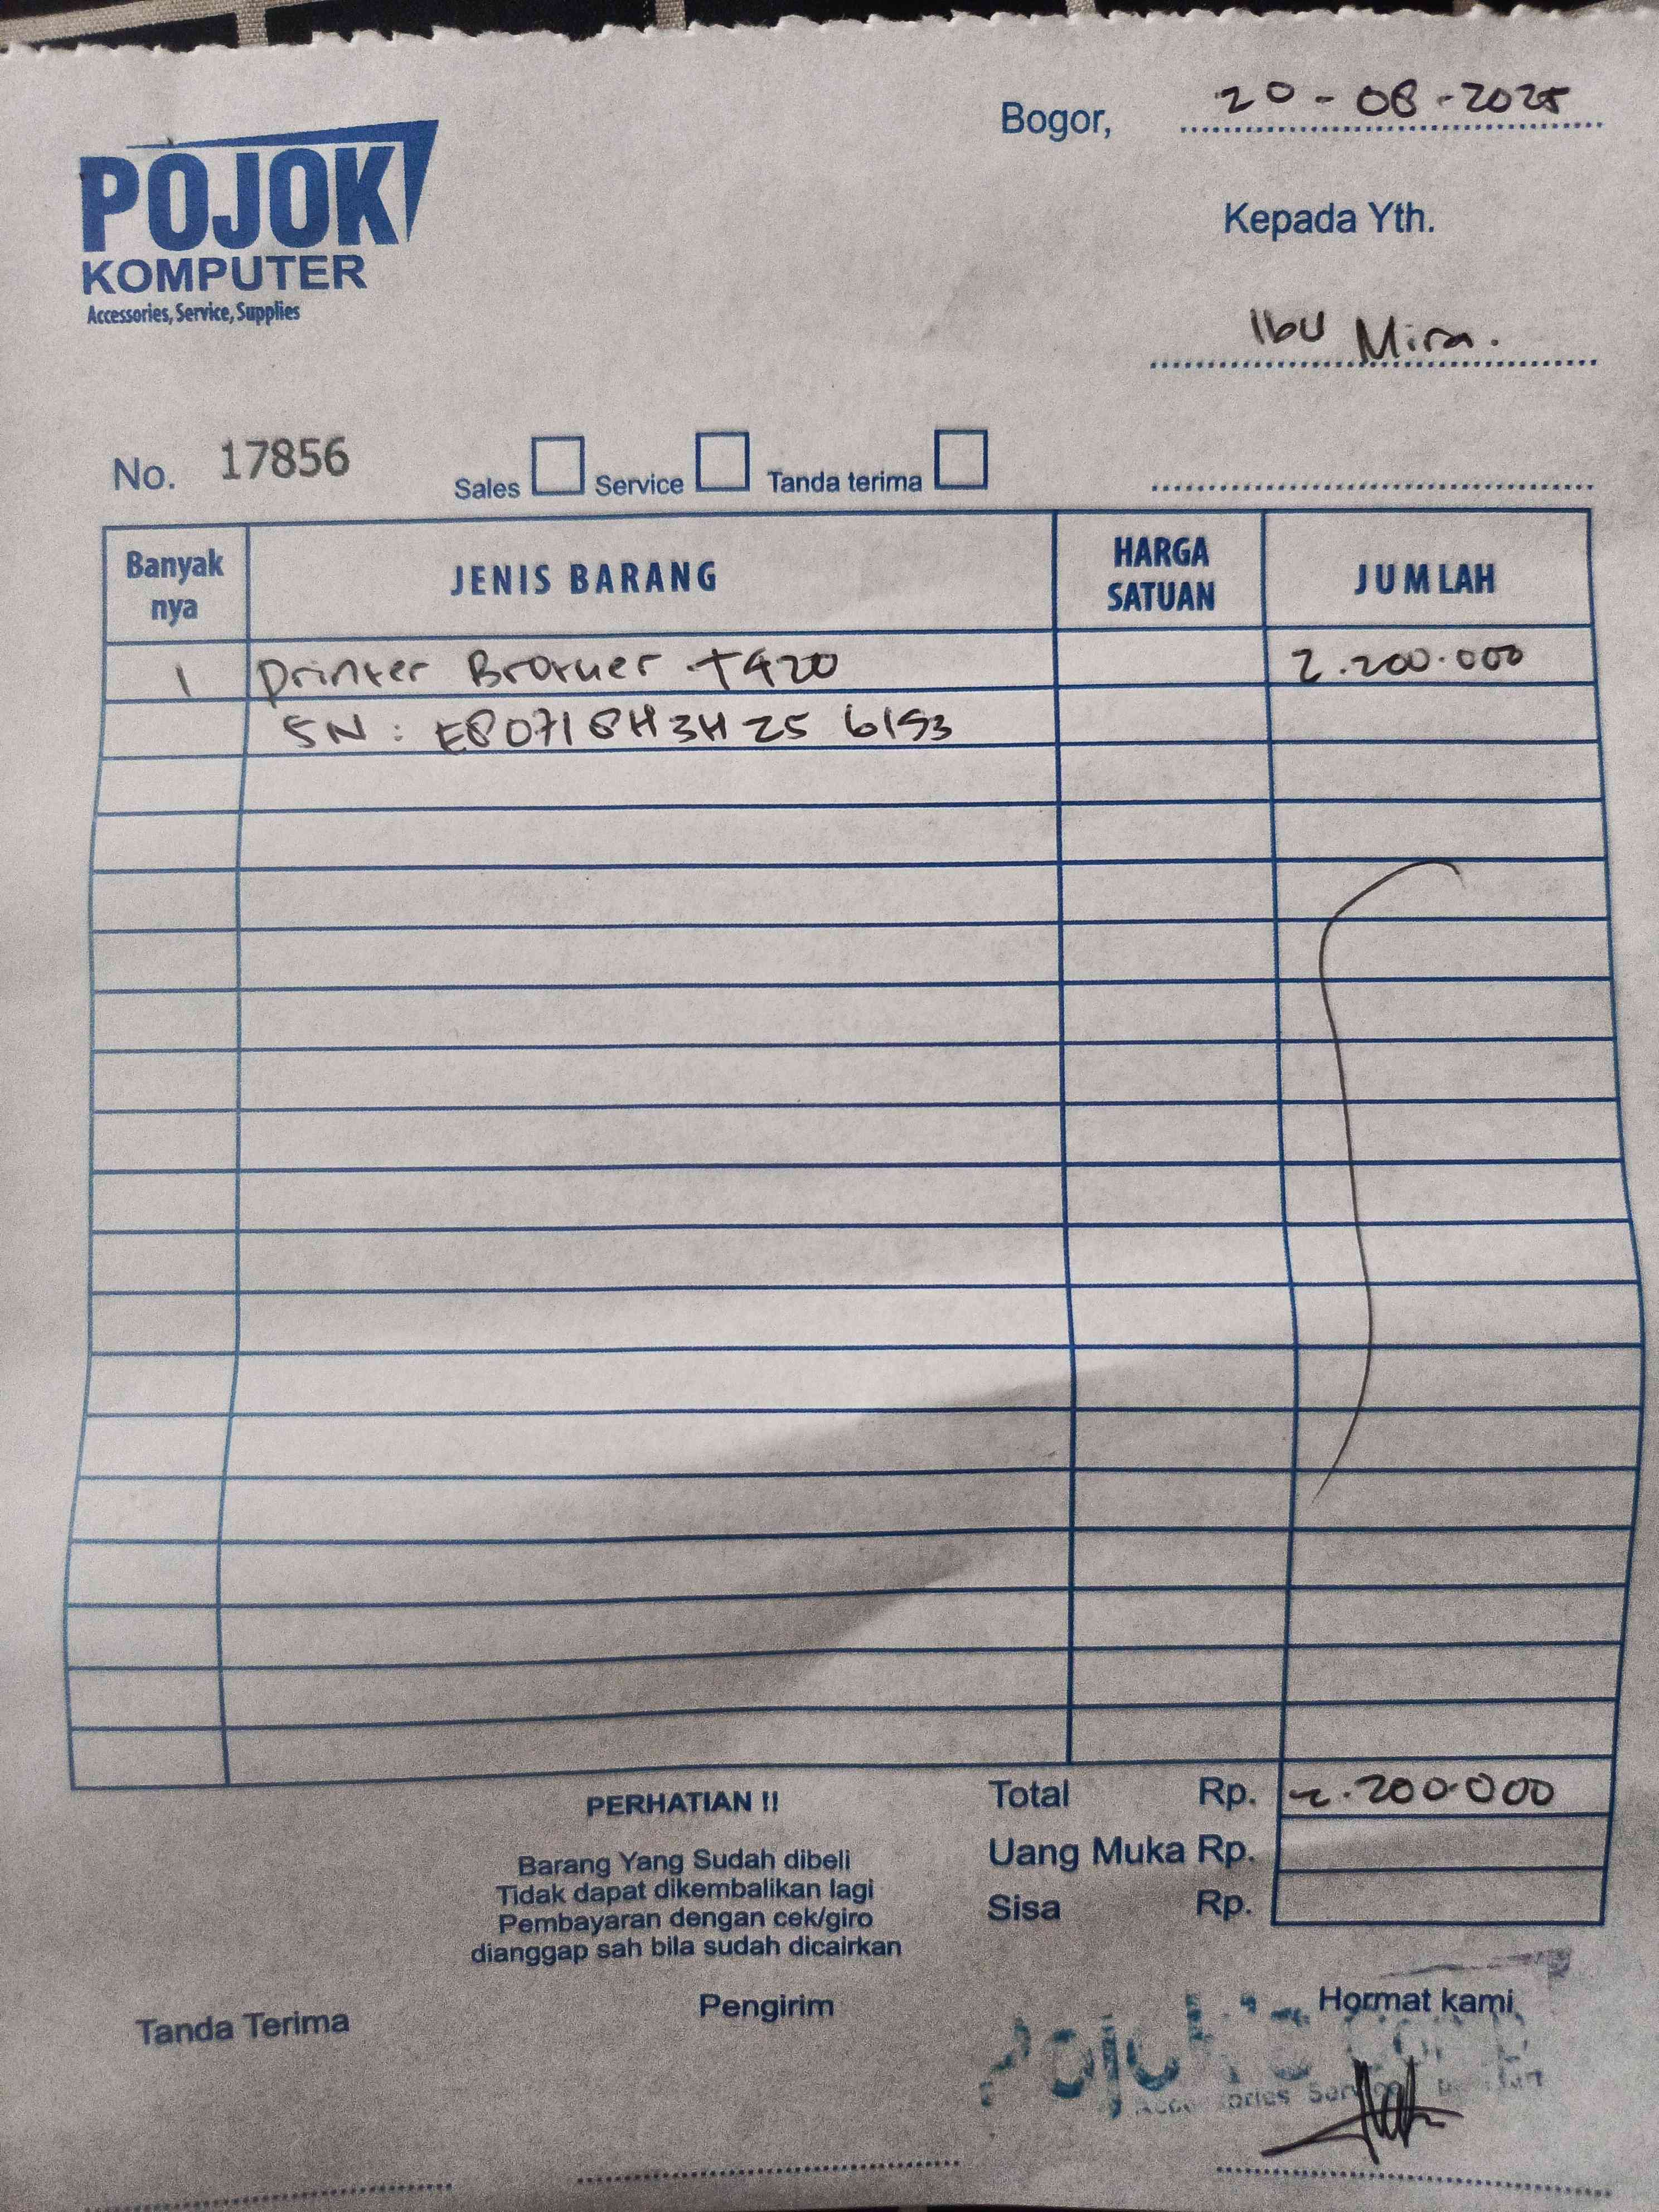 Bogor, 20-08-2025
POJOK
KOMPUTER
Accessories, Service, Supplies
Kepada Yth.
Ibu Mira.
No. 17856 Sales Service Tanda terima
Banyak nya JENIS BARANG HARGA SATUAN JUMLAH
1 Printer Brother T420 2.200.000
SN: E80718H3H256193
PERHATIAN !!
Barang Yang Sudah dibeli
Tidak dapat dikembalikan lagi
Pembayaran dengan cek/giro
dianggap sah bila sudah dicairkan
Total Rp. 2.200.000
Uang Muka Rp.
Sisa Rp.
Tanda Terima
Pengirim
Hormat kami,
Pojok